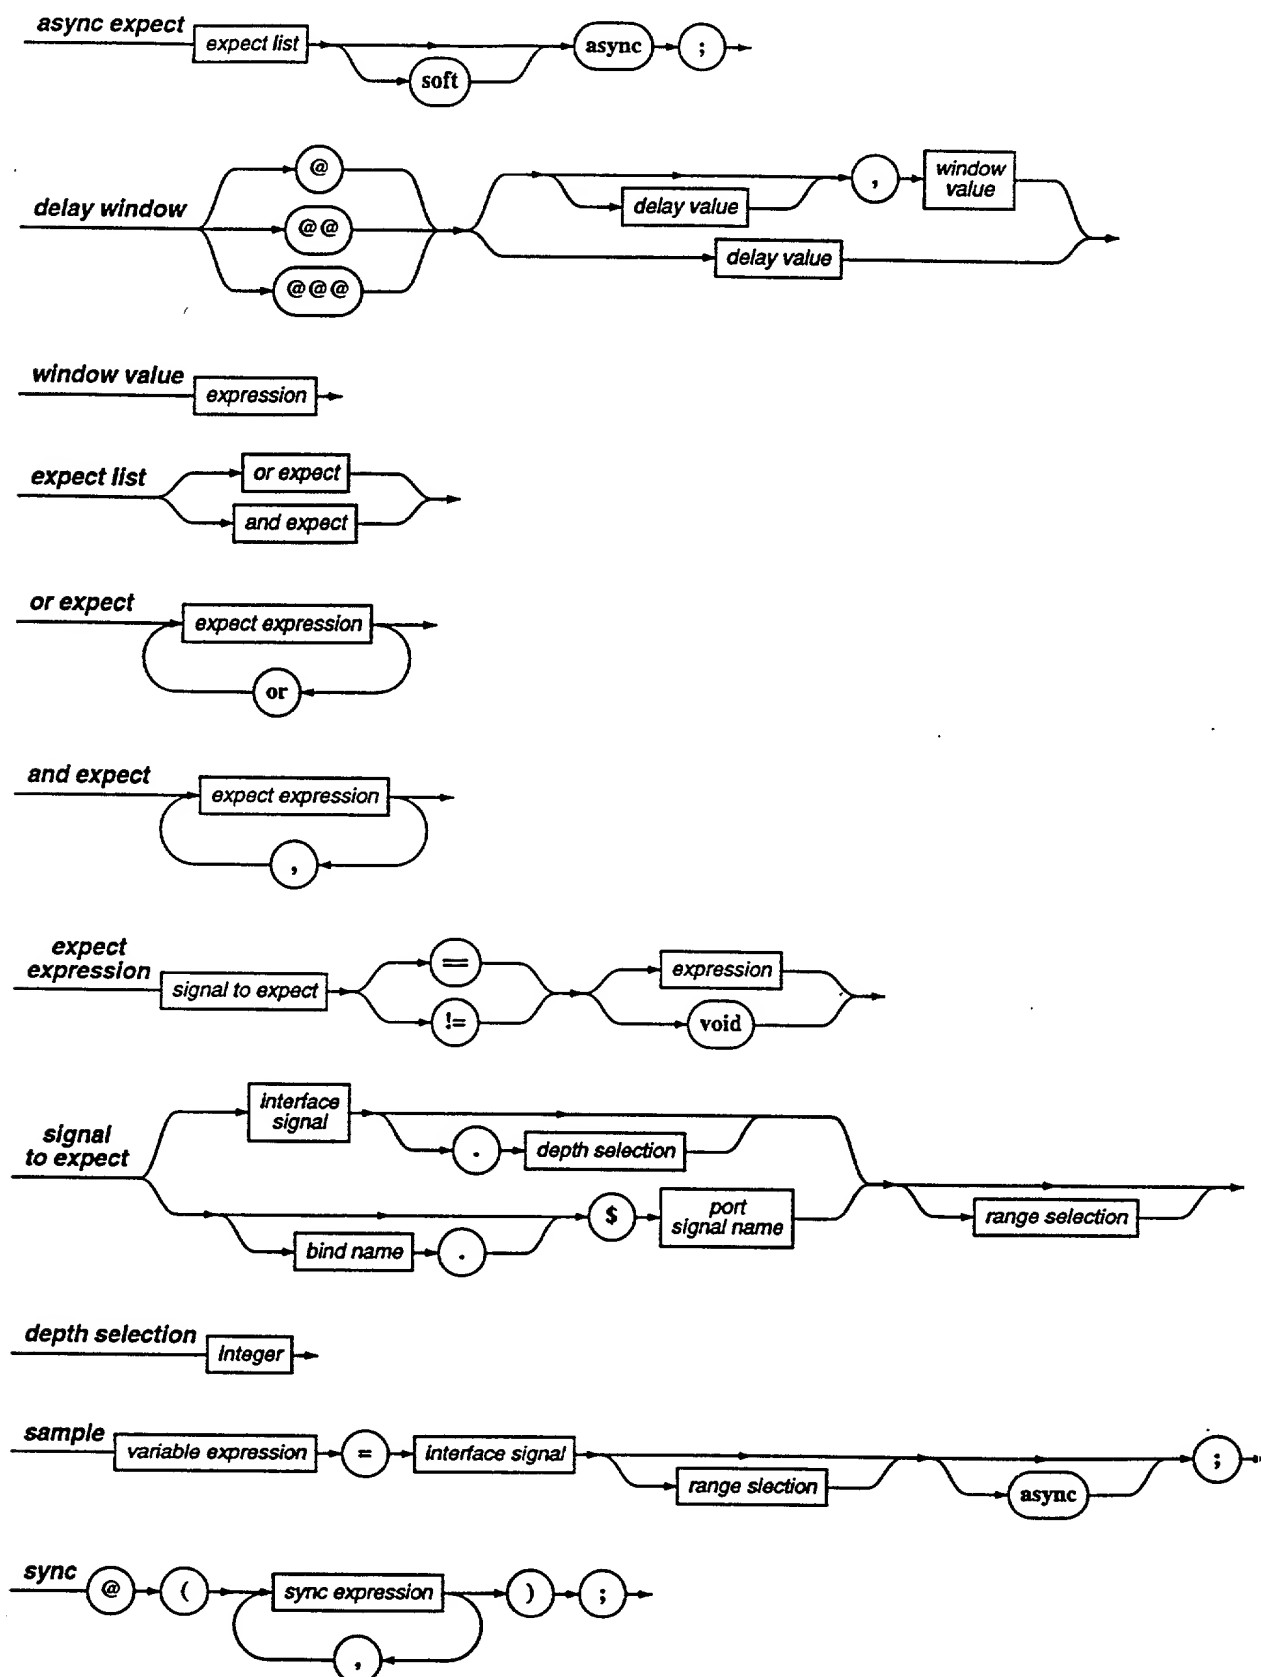 async expect
expect list
async
;
soft
delay window
@
@@
@@@
delay value
,
window
value
delay value
window value
expression
expect list
or expect
and expect
or expect
expect expression
or
and expect
expect expression
,
expect
expression
signal to expect
==
!=
expression
void
signal
to expect
interface
signal
.
depth selection
bind name
.
$
port
signal name
range selection
depth selection
integer
sample
variable expression
=
interface signal
range slection
async
;
sync
@
(
sync expression
)
;
,